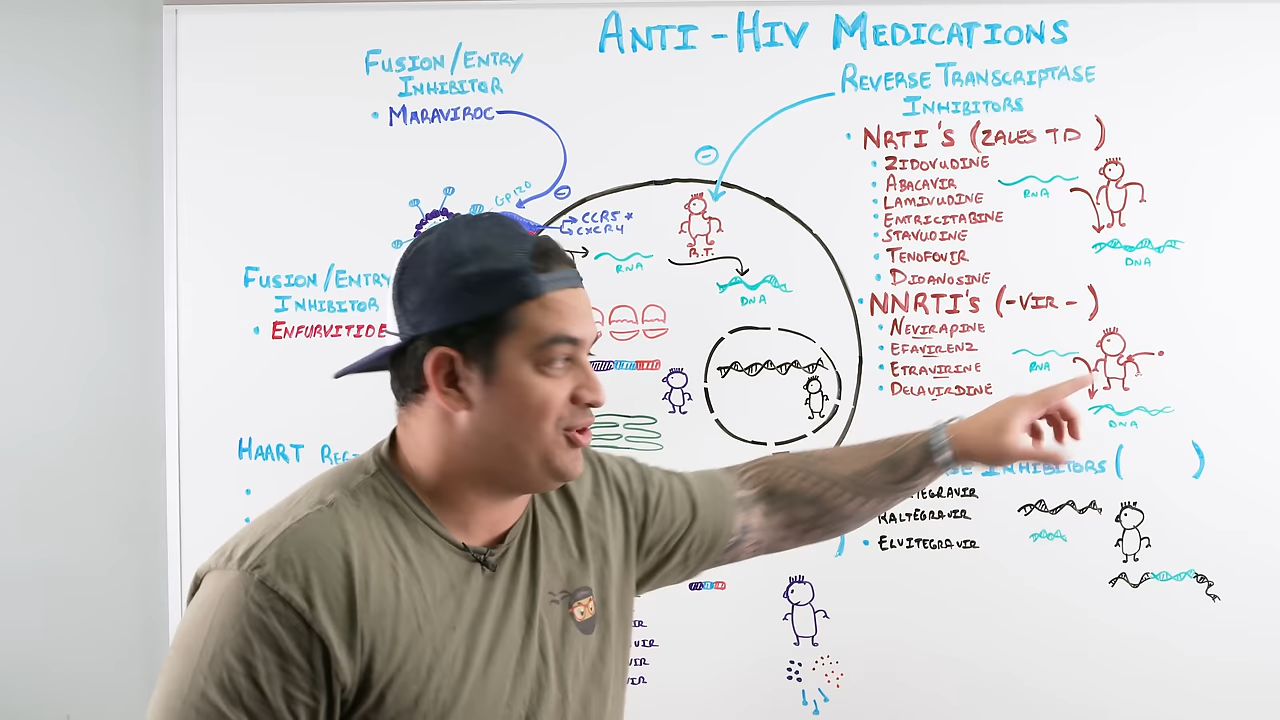 ANTI-HIV MEDICATIONS
FUSION/ENTRY
INHIBITOR
• MARAVIROC
GP120
CCR5 *
CXCR4
RNA
R.T.
DNA
FUSION/ENTRY
INHIBITOR
• ENFURVITIDE
HAART
REVERSE TRANSCRIPTASE
INHIBITORS
• NRTI'S (ZALES TD )
• ZIDOVUDINE
• ABACAVIR
• LAMIVUDINE
• EMTRICITABINE
• STAVUDINE
• TENOFOVIR
• DIDANOSINE
RNA
DNA
• NNRTI'S (-VIR-)
• NEVIRAPINE
• EFAVIRENZ
• ETRAVIRINE
• DELAVIRDINE
RNA
DNA
INHIBITORS ( )
RALTEGRAVIR
• ELVITEGRAVIR